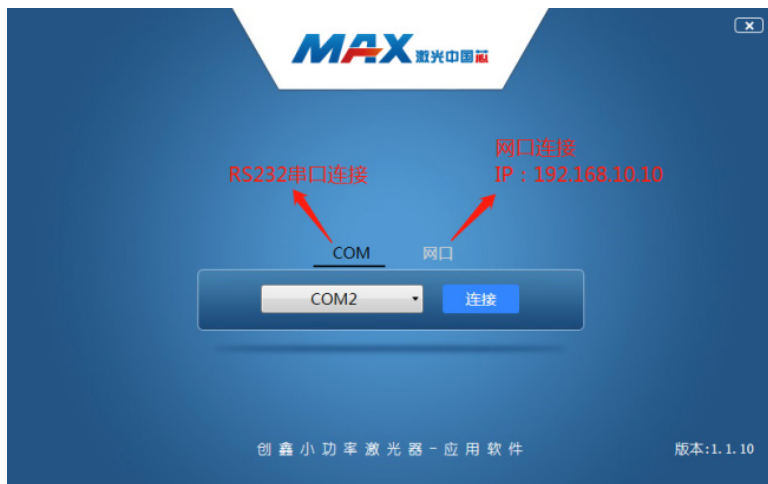 MAX 激光中国芯
网口连接
RS232串口连接
IP：192.168.10.10
COM 网口
COM2 连接
创鑫小功率激光器-应用软件
版本:1.1.10